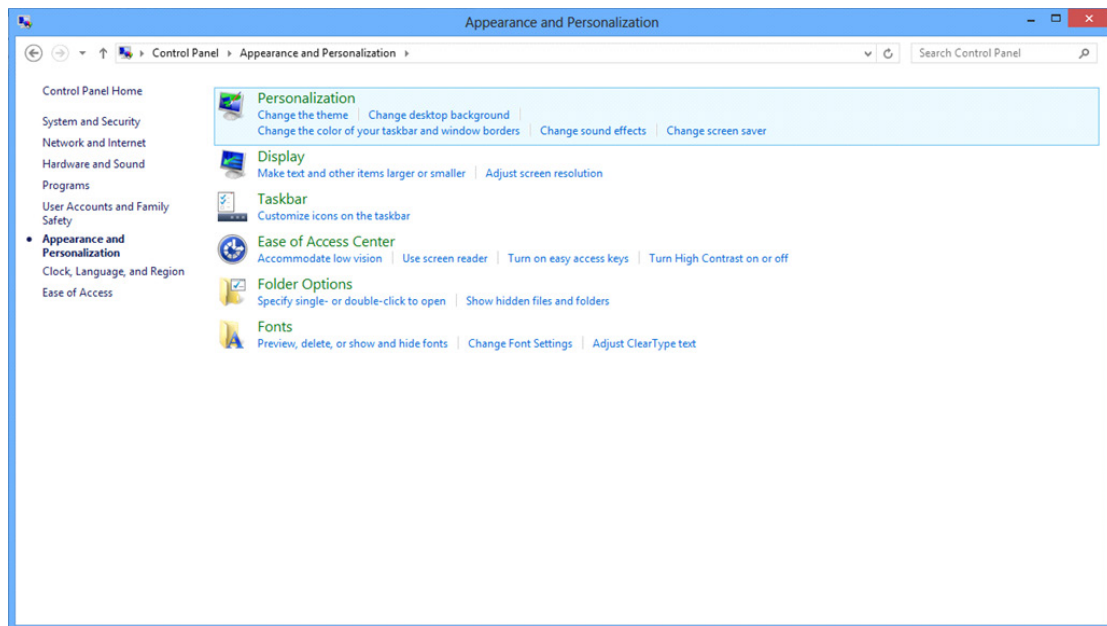 Appearance and Personalization
Control Panel Appearance and Personalization
Search Control Panel
Control Panel Home
System and Security
Network and Internet
Hardware and Sound
Programs
User Accounts and Family
Safety
Appearance and
Personalization
Clock, Language, and Region
Ease of Access
Personalization
Change the theme Change desktop background
Change the color of your taskbar and window borders Change sound effects Change screen saver
Display
Make text and other items larger or smaller Adjust screen resolution
Taskbar
Customize icons on the taskbar
Ease of Access Center
Accommodate low vision Use screen reader Turn on easy access keys Turn High Contrast on or off
Folder Options
Specify single- or double-click to open Show hidden files and folders
Fonts
Preview, delete, or show and hide fonts Change Font Settings Adjust ClearType text